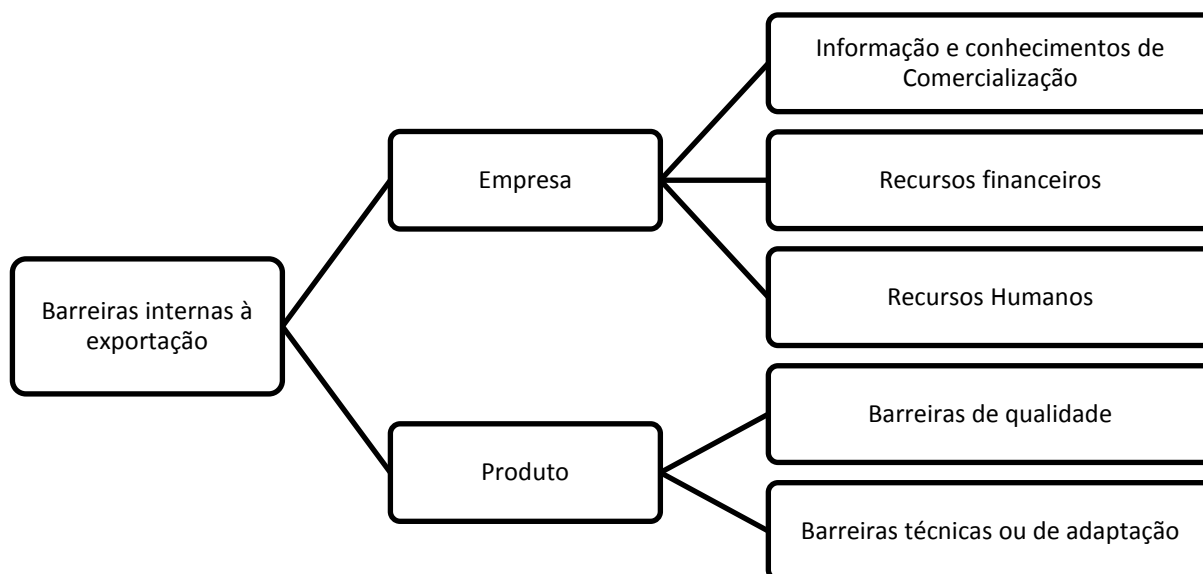 Informação e conhecimentos de
Comercialização
Empresa
Recursos financeiros
Barreiras internas à
exportação
Recursos Humanos
Barreiras de qualidade
Produto
Barreiras técnicas ou de adaptação